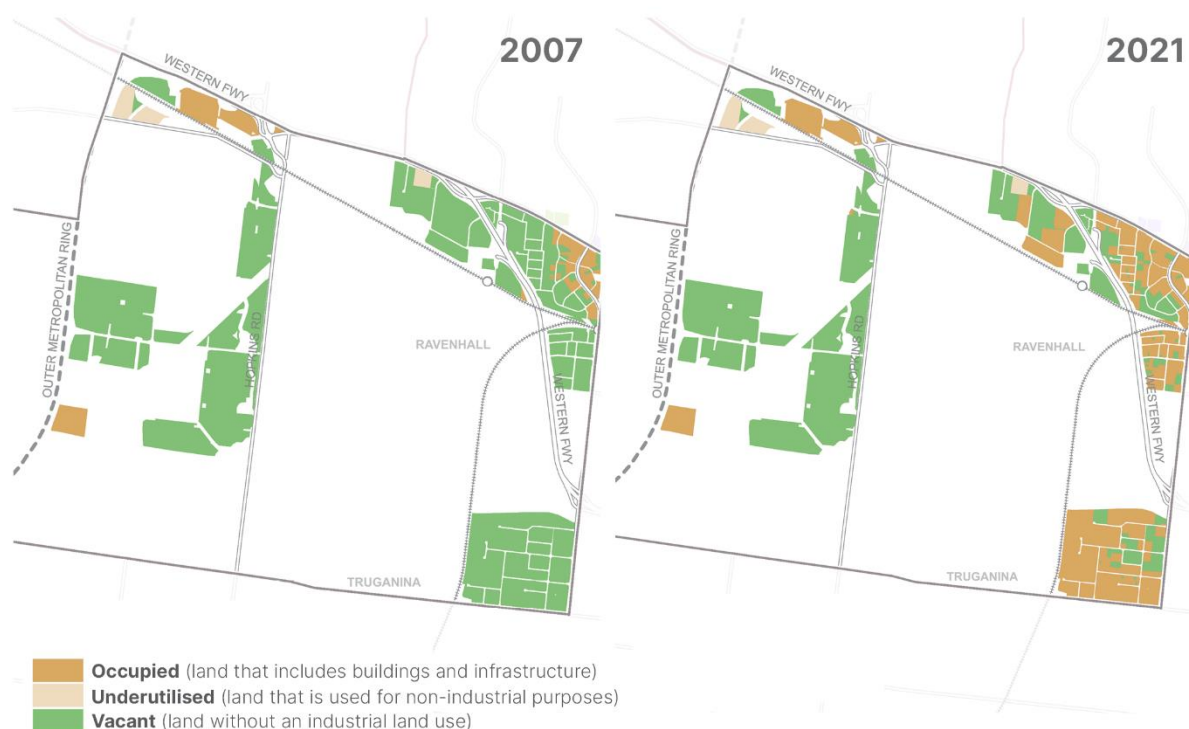 2007
WESTERN FWY
OUTER METROPOLITAN RING
HOPKINS RD
RAVENHALL
WESTERN FWY
TRUGANINA
2021
WESTERN FWY
OUTER METROPOLITAN RING
HOPKINS RD
RAVENHALL
WESTERN FWY
TRUGANINA
Occupied (land that includes buildings and infrastructure)
Underutilised (land that is used for non-industrial purposes)
Vacant (land without an industrial land use)